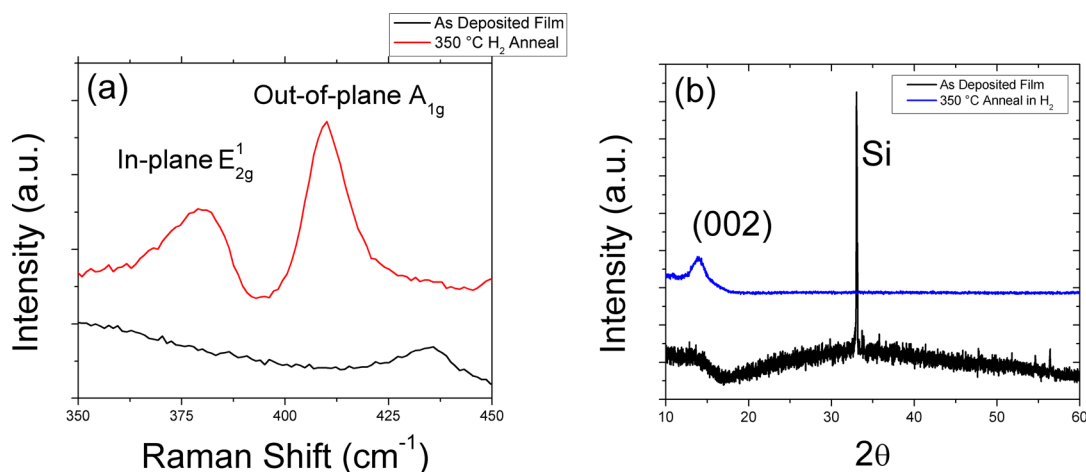 As Deposited Film
350 °C H₂ Anneal
(a)
Out-of-plane A₁g
In-plane E¹₂g
Intensity (a.u.)
350 375 400 425 450
Raman Shift (cm⁻¹)
As Deposited Film
350 °C Anneal in H₂
(b)
Si
(002)
Intensity (a.u.)
10 20 30 40 50 60
2θ